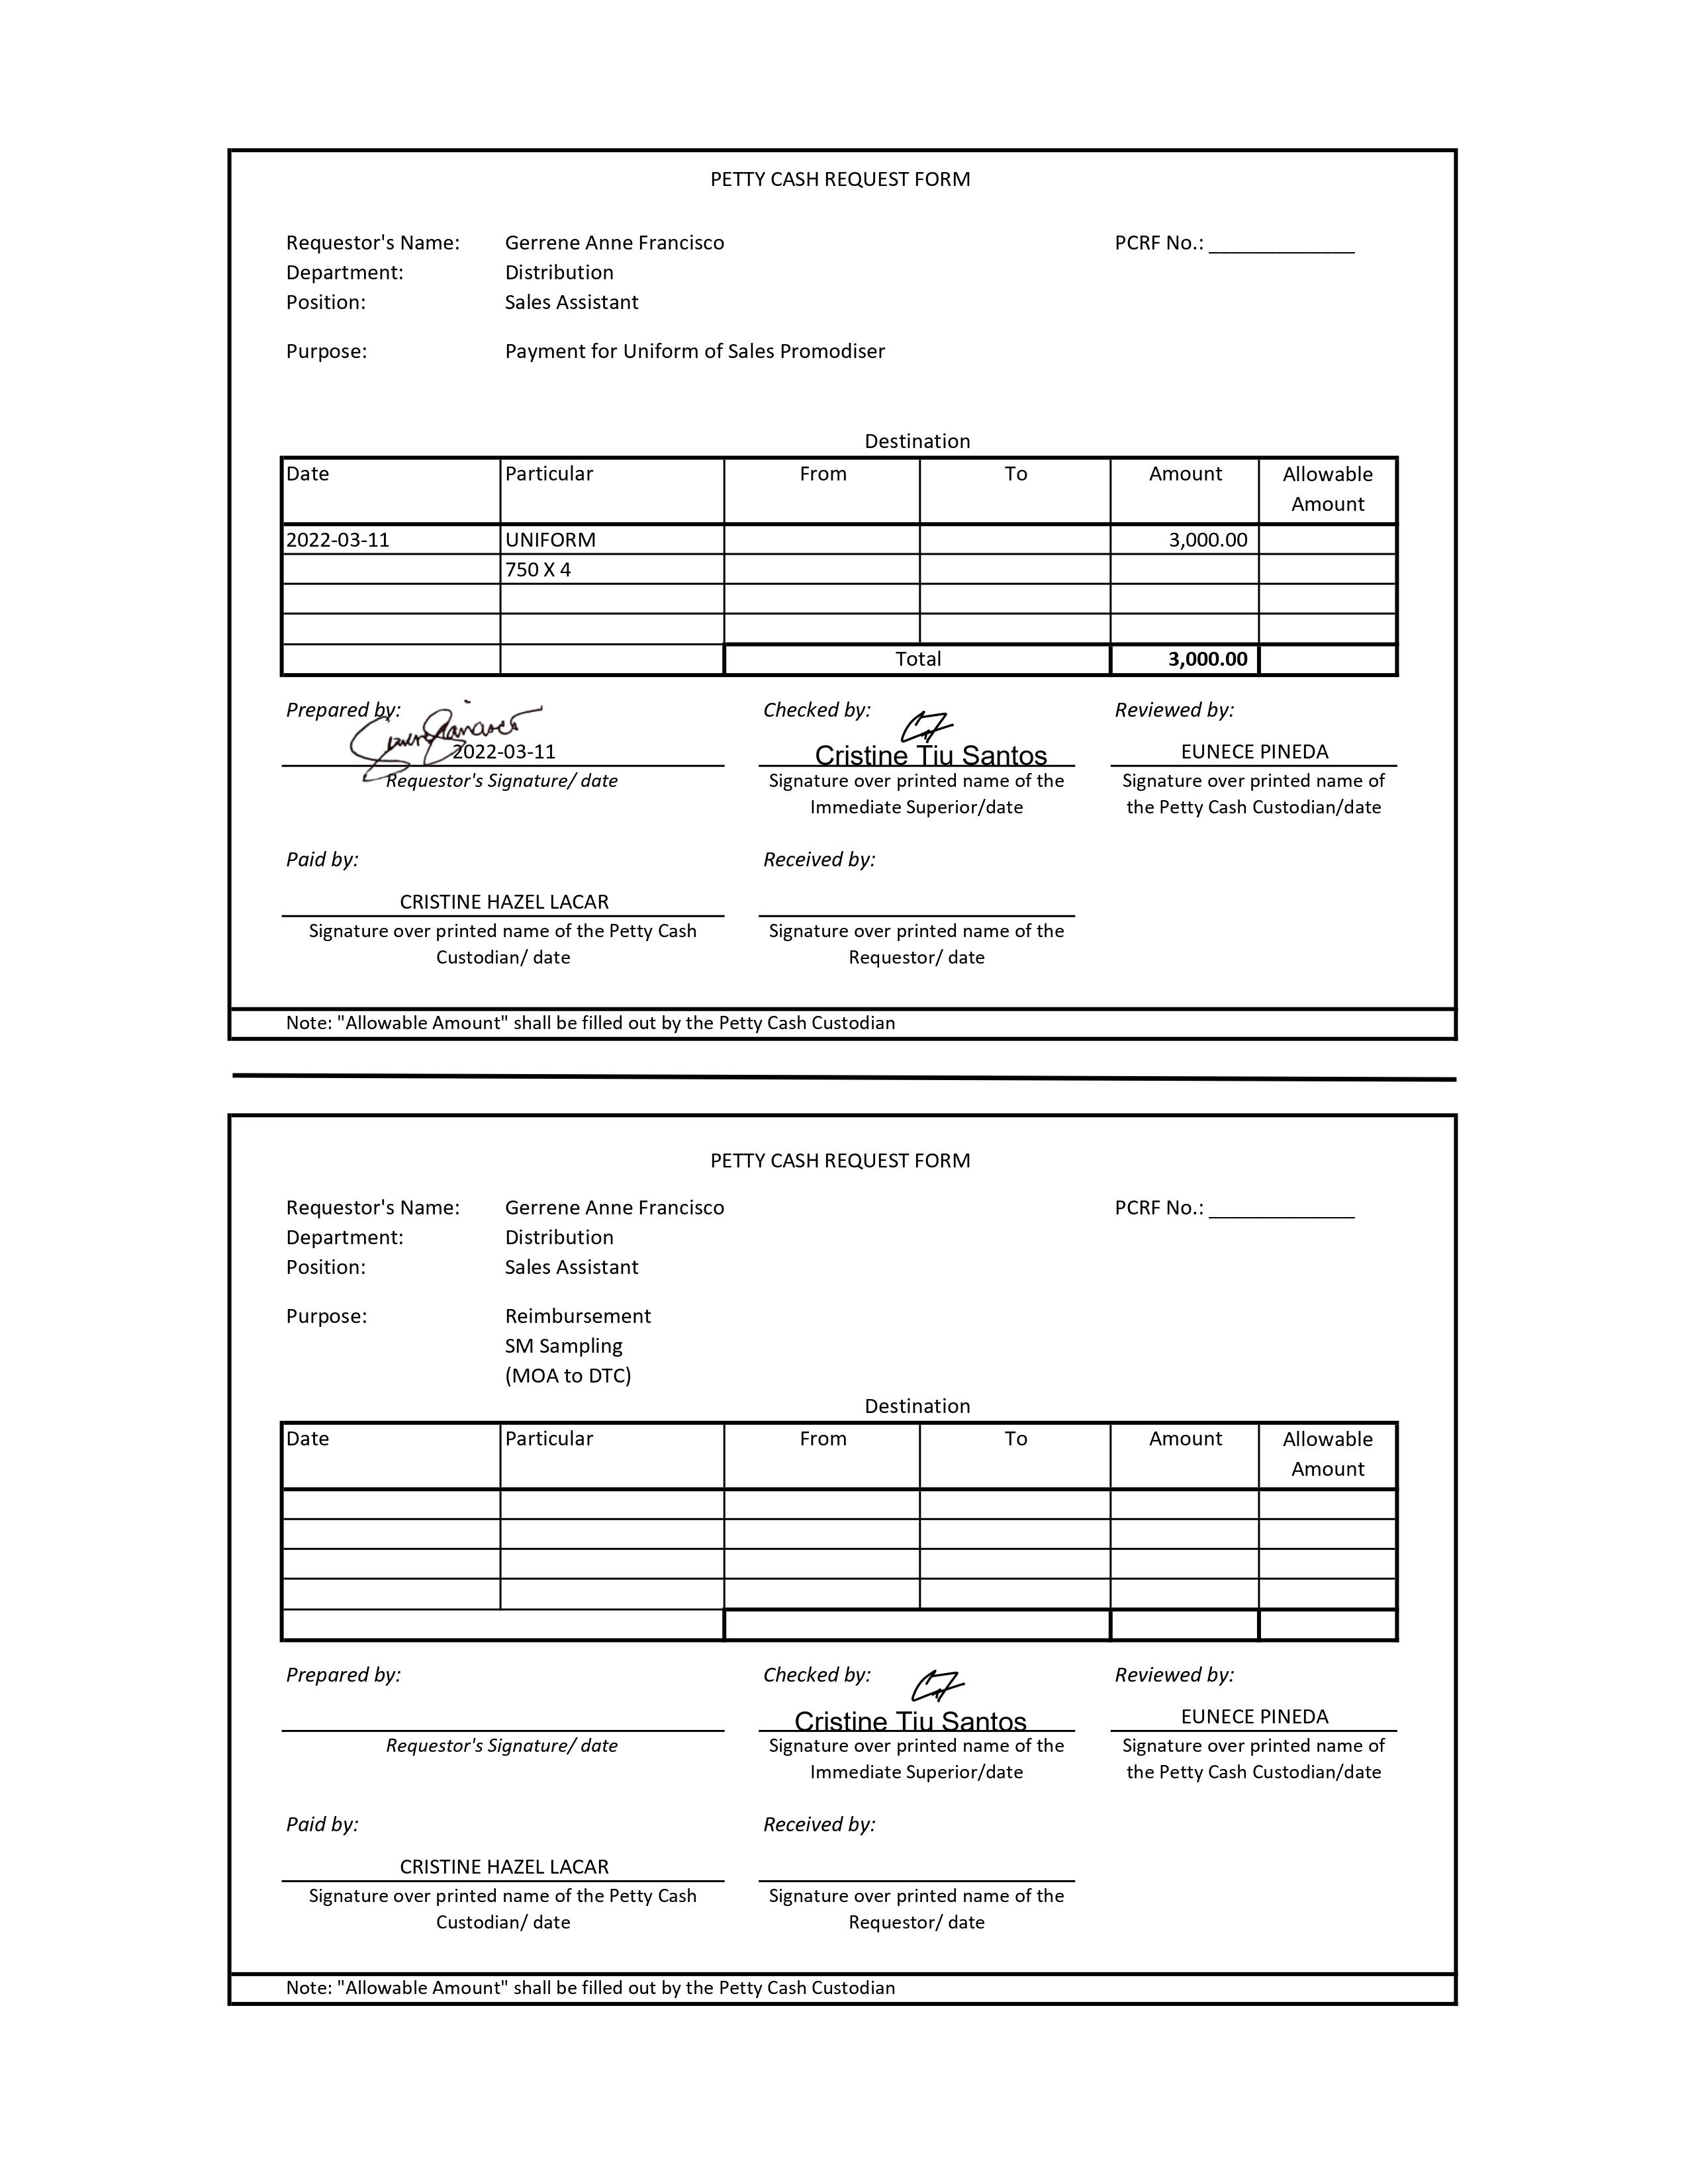 PETTY CASH REQUEST FORM
Requestor's Name: Gerrene Anne Francisco PCRF No.: _____________
Department: Distribution
Position: Sales Assistant
Purpose: Payment for Uniform of Sales Promodiser
Destination
Date Particular From To Amount Allowable
Amount
2022-03-11 UNIFORM 3,000.00
750 X 4
Total 3,000.00
Prepared by: Checked by: Reviewed by:
2022-03-11 Cristine Tiu Santos EUNECE PINEDA
Requestor's Signature/ date Signature over printed name of the Signature over printed name of
Immediate Superior/date the Petty Cash Custodian/date
Paid by: Received by:
CRISTINE HAZEL LACAR
Signature over printed name of the Petty Cash Signature over printed name of the
Custodian/ date Requestor/ date
Note: "Allowable Amount" shall be filled out by the Petty Cash Custodian
PETTY CASH REQUEST FORM
Requestor's Name: Gerrene Anne Francisco PCRF No.: _____________
Department: Distribution
Position: Sales Assistant
Purpose: Reimbursement
SM Sampling
(MOA to DTC)
Destination
Date Particular From To Amount Allowable
Amount
Prepared by: Checked by: Reviewed by:
Cristine Tiu Santos EUNECE PINEDA
Requestor's Signature/ date Signature over printed name of the Signature over printed name of
Immediate Superior/date the Petty Cash Custodian/date
Paid by: Received by:
CRISTINE HAZEL LACAR
Signature over printed name of the Petty Cash Signature over printed name of the
Custodian/ date Requestor/ date
Note: "Allowable Amount" shall be filled out by the Petty Cash Custodian